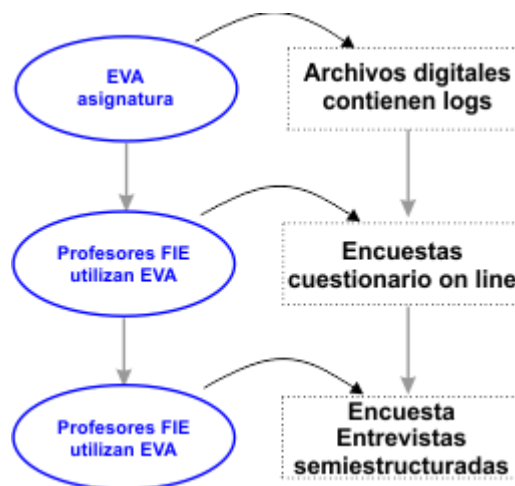 EVA
asignatura
Archivos digitales
contienen logs
Profesores FIE
utilizan EVA
Encuestas
cuestionario on line
Profesores FIE
utilizan EVA
Encuesta
Entrevistas
semiestructuradas